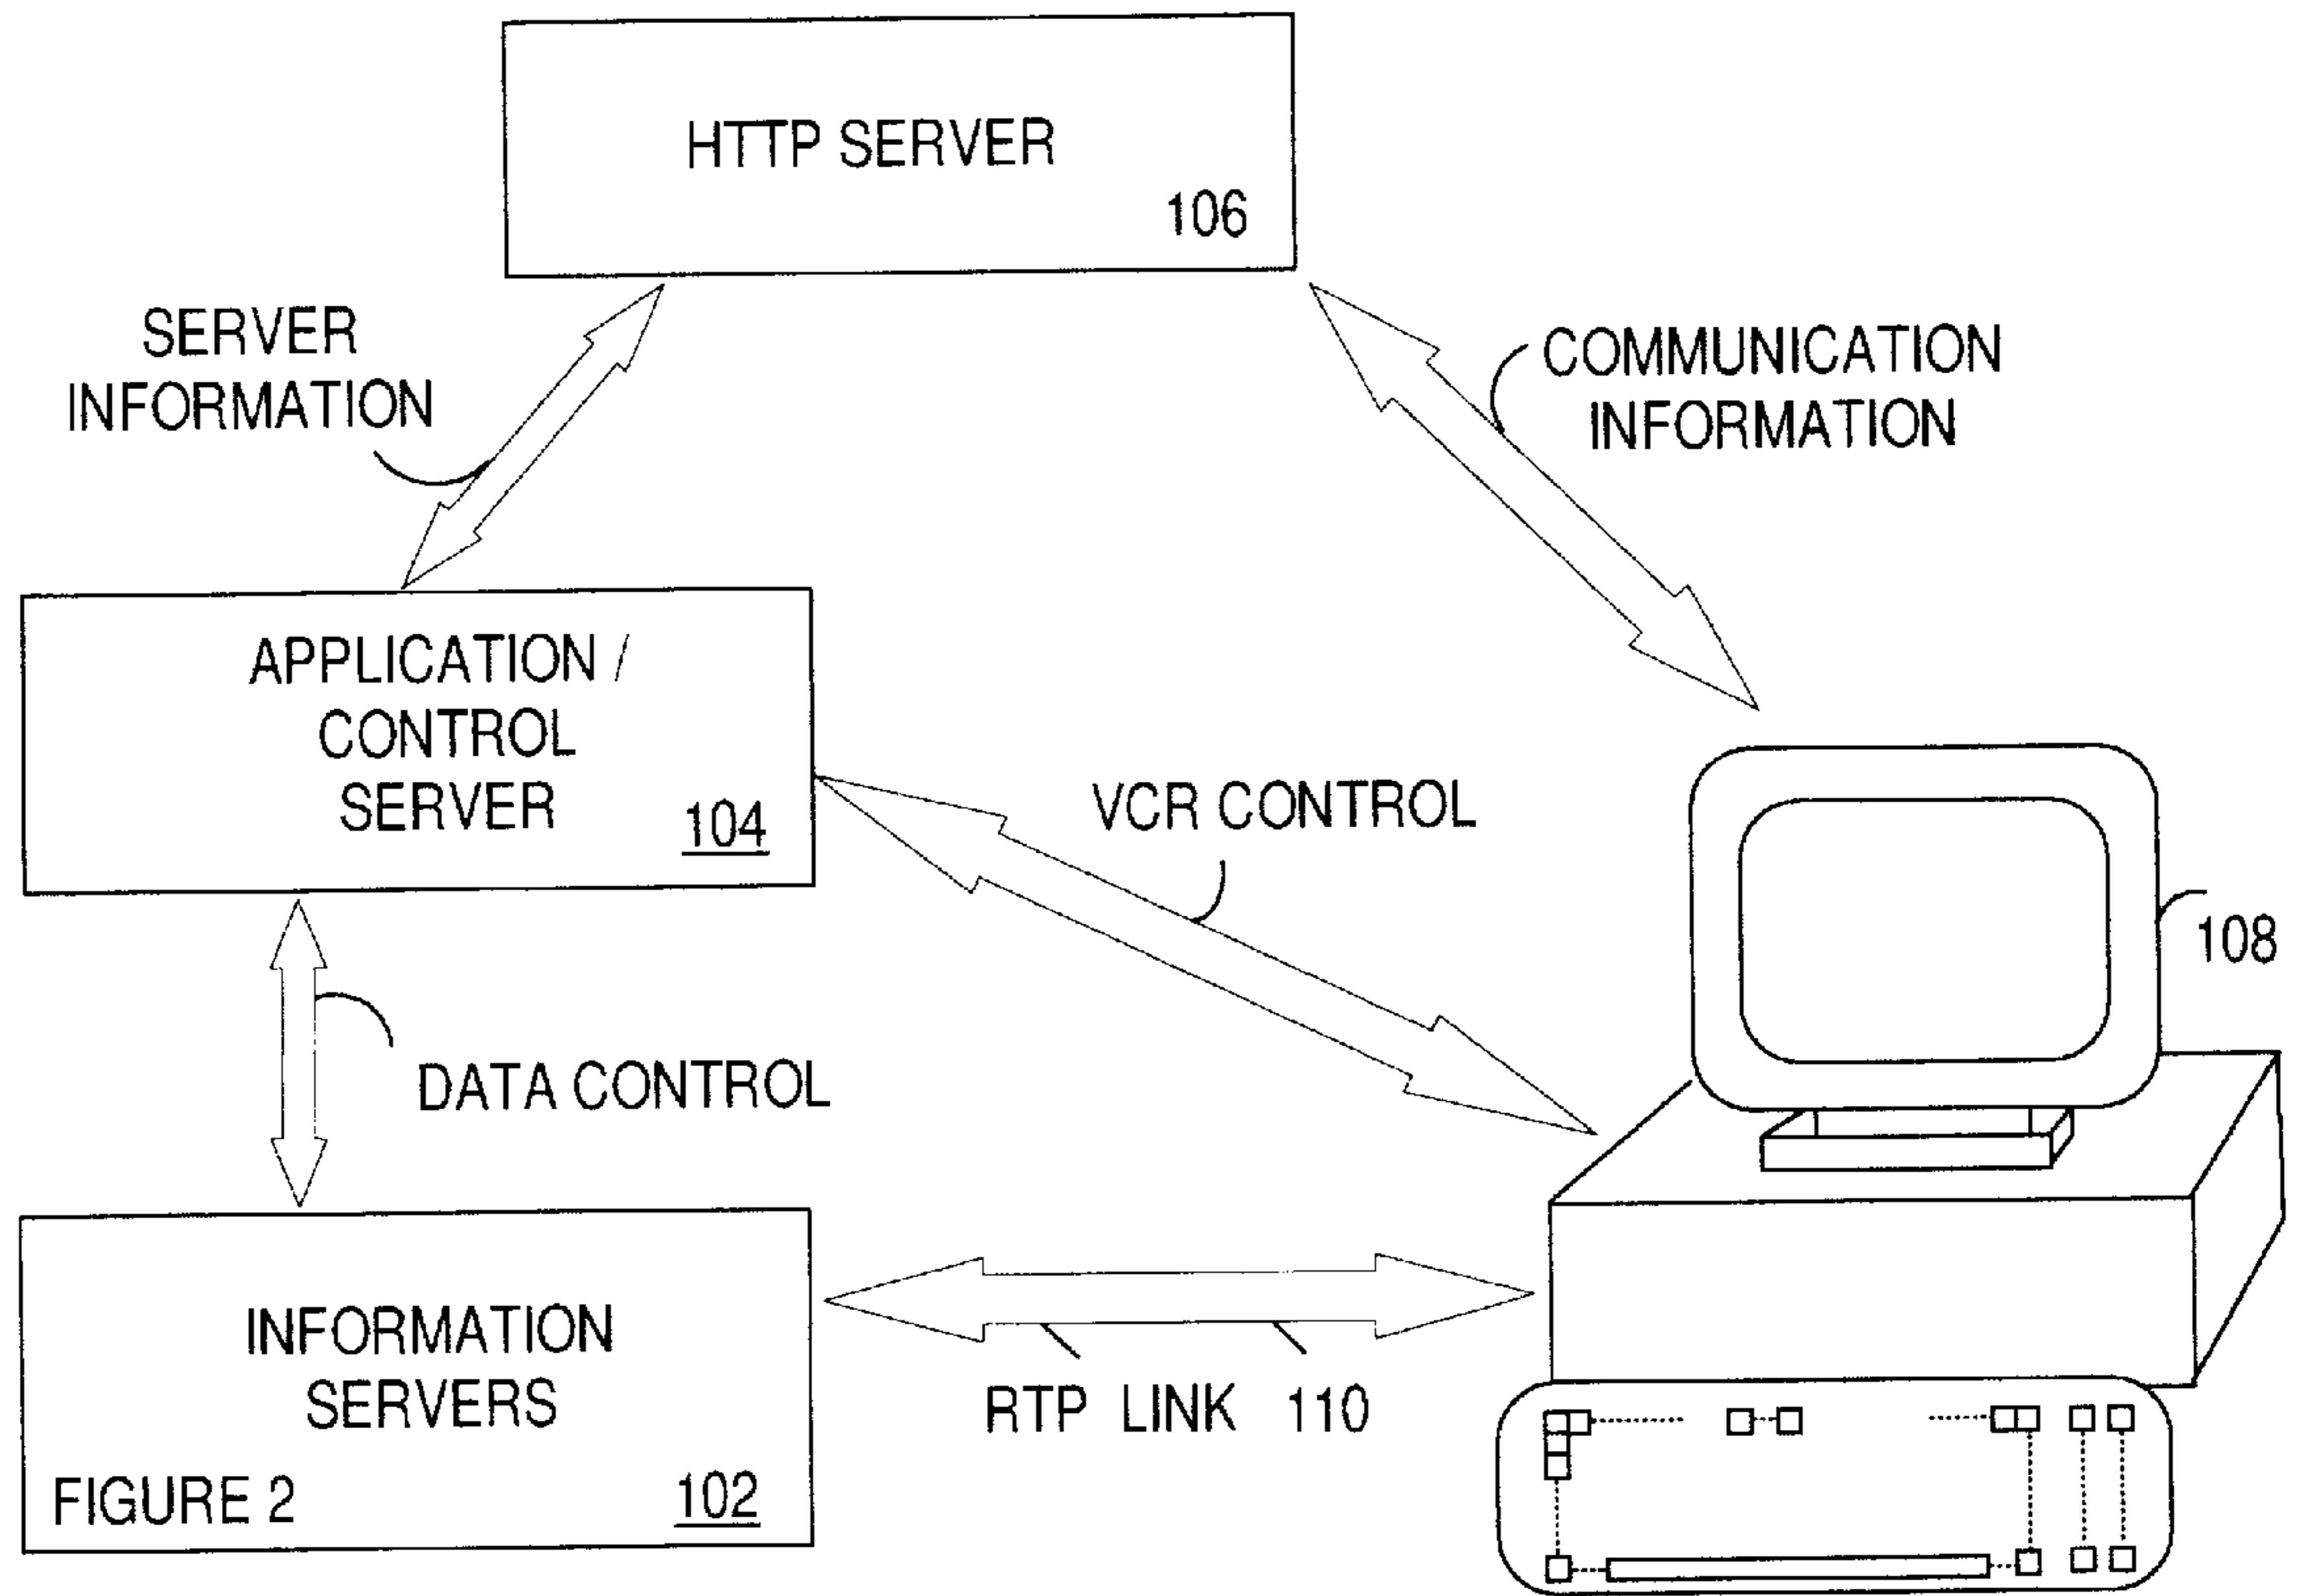 HTTP SERVER
106
SERVER
INFORMATION
COMMUNICATION
INFORMATION
APPLICATION /
CONTROL
SERVER
104
VCR CONTROL
108
DATA CONTROL
INFORMATION
SERVERS
102
RTP LINK 110
FIGURE 2